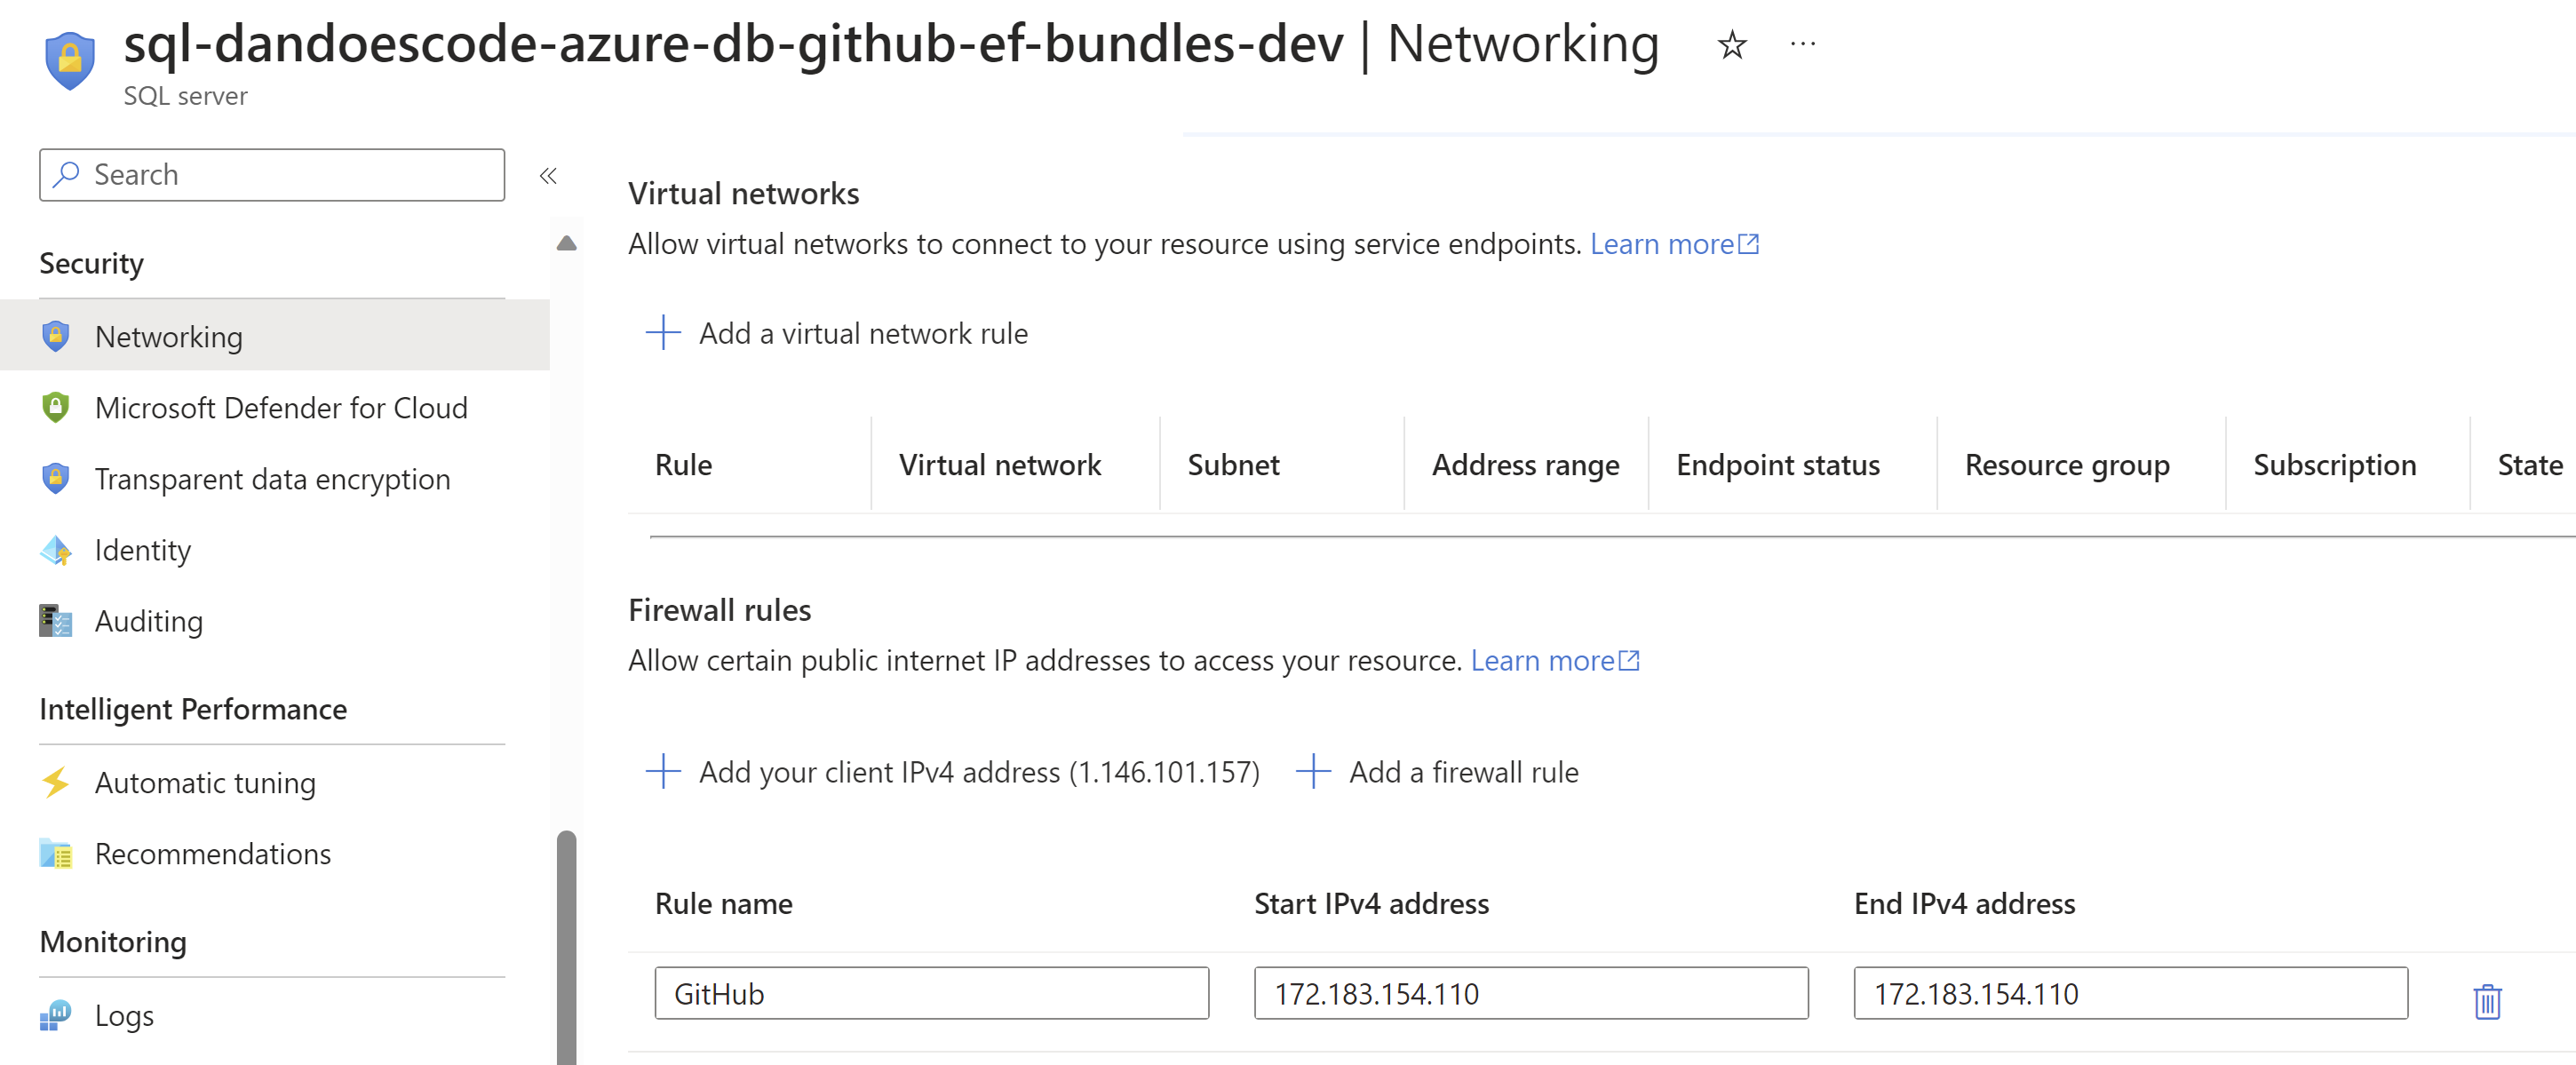 sql-dandoescode-azure-db-github-ef-bundles-dev | Networking
SQL server
Search
Security
Networking
Microsoft Defender for Cloud
Transparent data encryption
Identity
Auditing
Intelligent Performance
Automatic tuning
Recommendations
Monitoring
Logs
Virtual networks
Allow virtual networks to connect to your resource using service endpoints. Learn more
Add a virtual network rule
Rule Virtual network Subnet Address range Endpoint status Resource group Subscription State
Firewall rules
Allow certain public internet IP addresses to access your resource. Learn more
Add your client IPv4 address (1.146.101.157) Add a firewall rule
Rule name Start IPv4 address End IPv4 address
GitHub 172.183.154.110 172.183.154.110